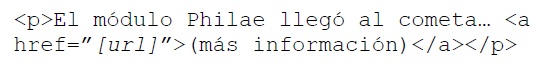 <p>El módulo Philae llegó al cometa… <a
href=”[url]”>(más información)</a></p>